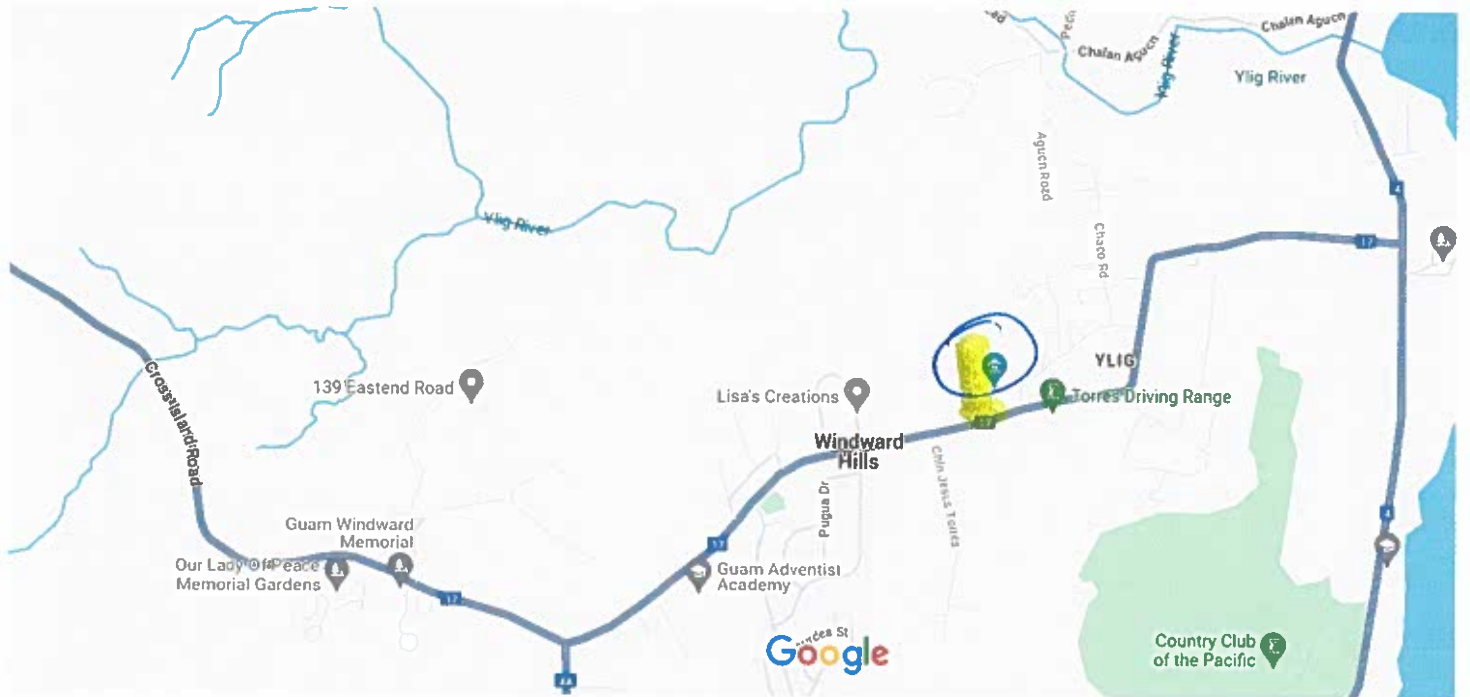 Chalan Agucn
Chalan Agucn
Ylig River
Ylig River
Agucn Road
4
Ylig River
Chaco Rd
17
Cross Island Road
139 Eastend Road
Lisa's Creations
YLIG
Torres Driving Range
17
Windward
Hills
Pugua Dr
Chln Jesus Torres
4
Guam Windward
Memorial
17
Our Lady Of Peace
Memorial Gardens
Guam Adventist
Academy
17
Google
Country Club
of the Pacific
4A